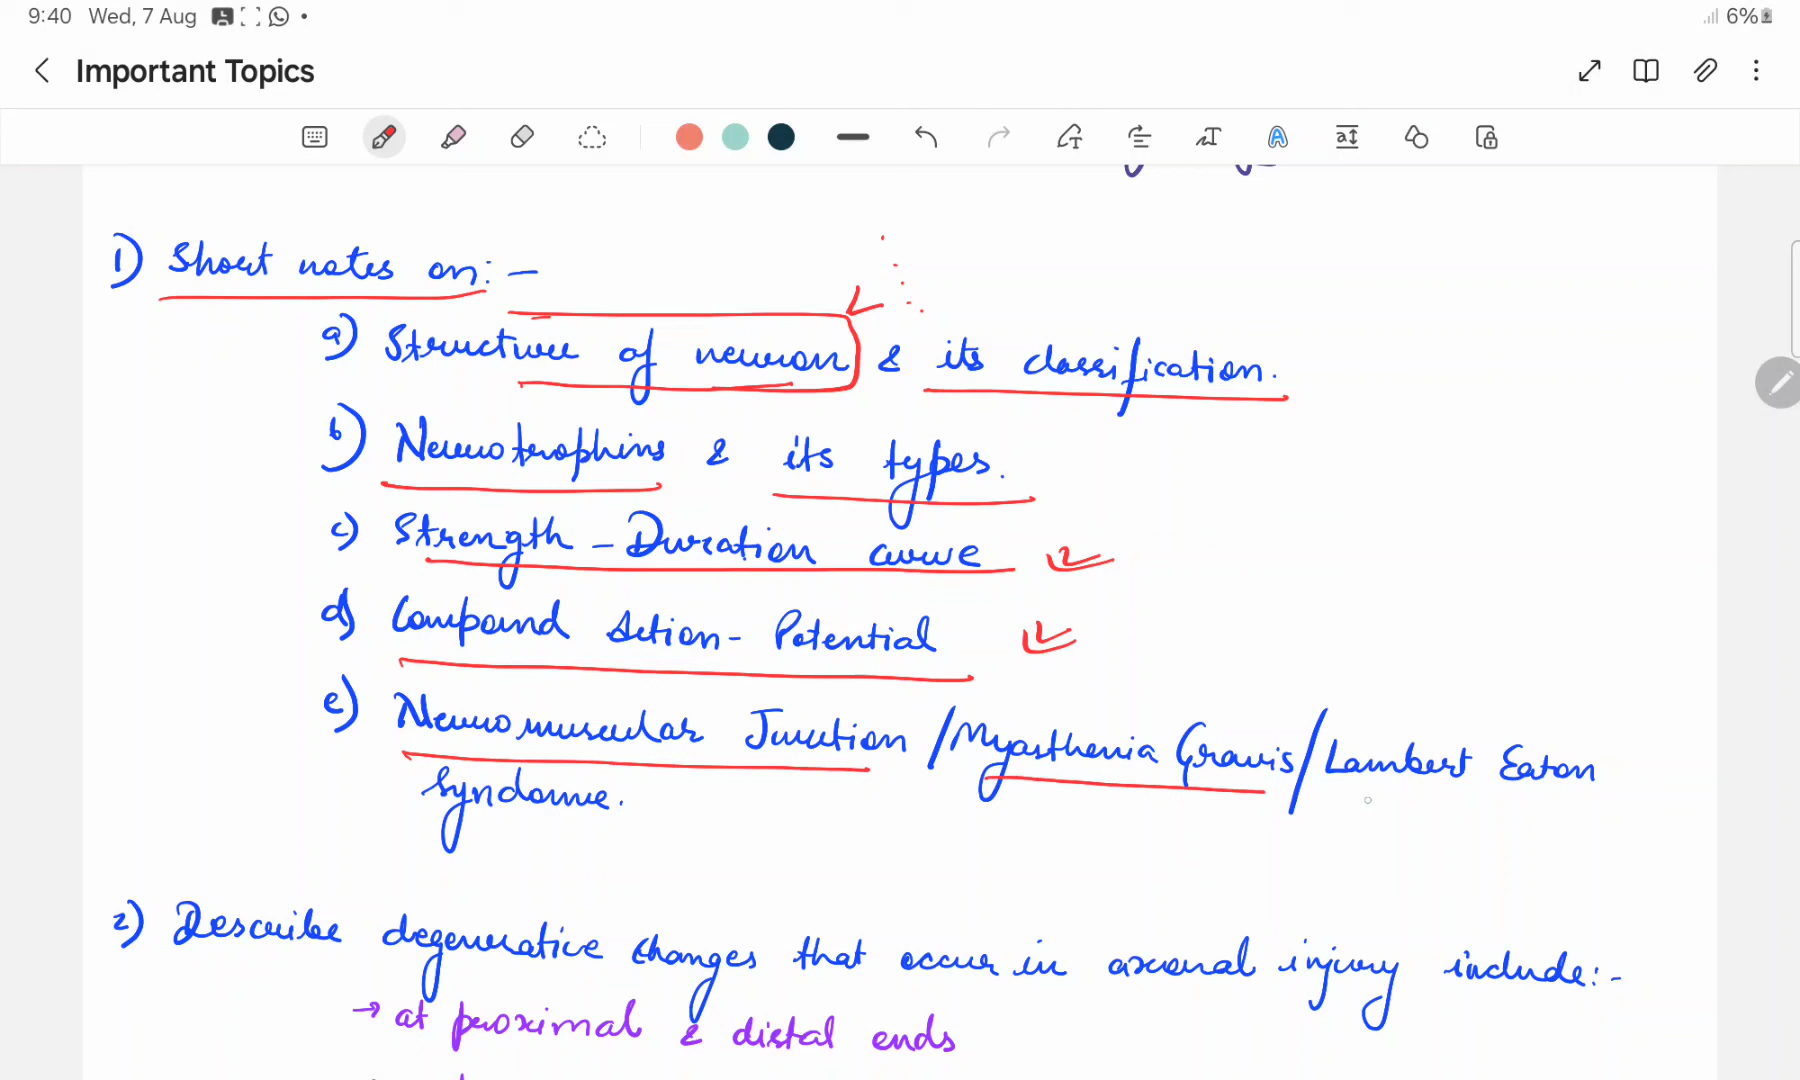 9:40 Wed, 7 Aug
6%
Important Topics
1) Short notes on:-
a) Structure of neuron & its classification.
b) Neurotrophins & its types.
c) Strength-Duration curve
d) Compound Action-Potential
e) Neuromuscular Junction/Myasthenia Gravis/Lambert Eaton
Syndome.
2) Describe degenerative changes that occur in axonal injury include:-
→ at proximal & distal ends